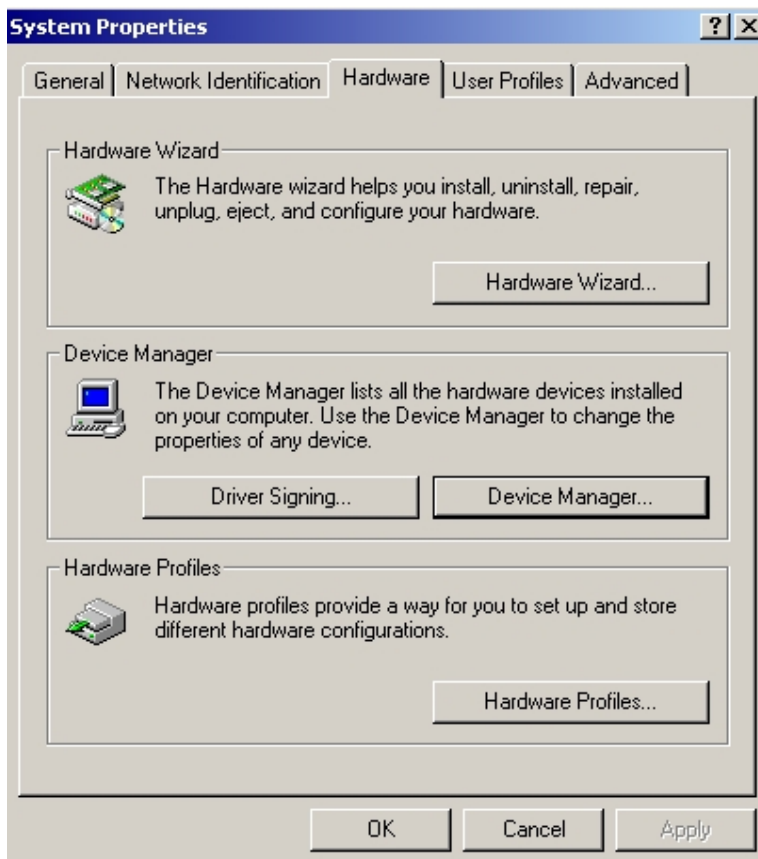 System Properties
General Network Identification Hardware User Profiles Advanced
Hardware Wizard
The Hardware wizard helps you install, uninstall, repair,
unplug, eject, and configure your hardware.
Hardware Wizard...
Device Manager
The Device Manager lists all the hardware devices installed
on your computer. Use the Device Manager to change the
properties of any device.
Driver Signing... Device Manager...
Hardware Profiles
Hardware profiles provide a way for you to set up and store
different hardware configurations.
Hardware Profiles...
OK Cancel Apply